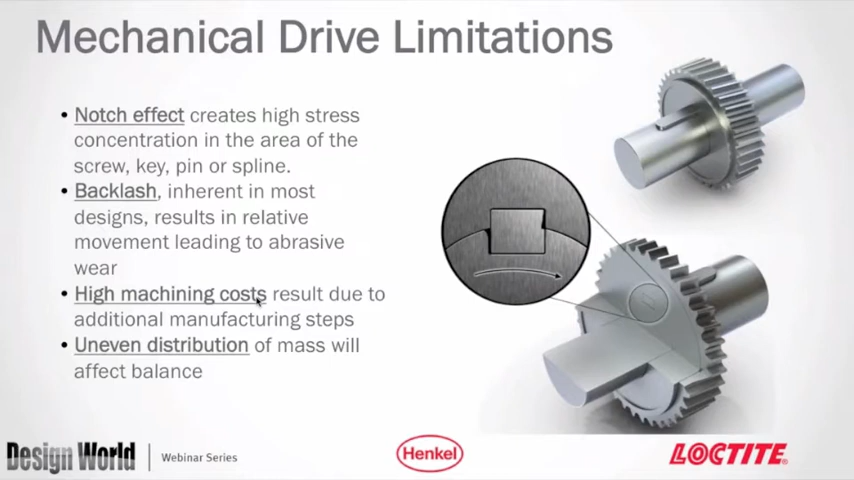 Mechanical Drive Limitations
• Notch effect creates high stress
concentration in the area of the
screw, key, pin or spline.
• Backlash, inherent in most
designs, results in relative
movement leading to abrasive
wear
• High machining costs result due to
additional manufacturing steps
• Uneven distribution of mass will
affect balance
Design World
Webinar Series
Henkel
LOCTITE®